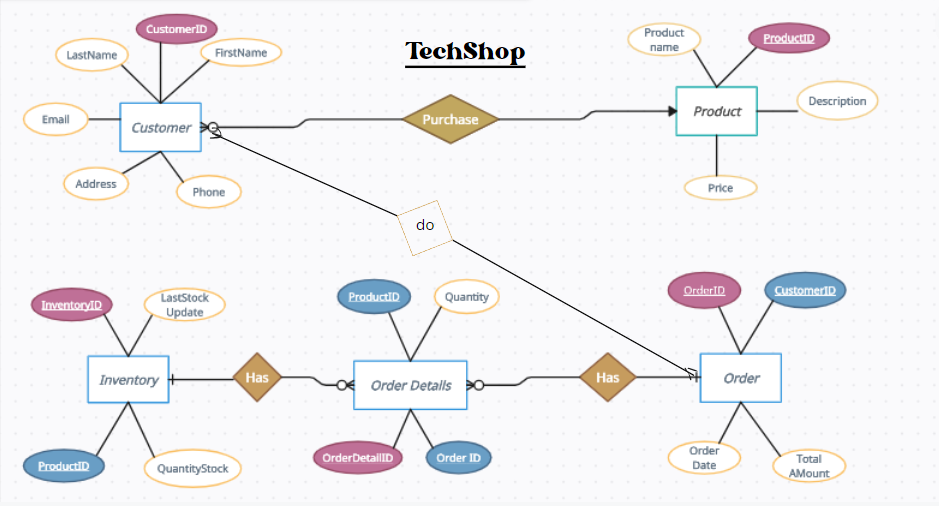 TechShop
CustomerID
LastName
FirstName
Email
Customer
Address
Phone
Purchase
Product
name
ProductID
Product
Description
Price
do
InventoryID
LastStock
Update
Inventory
ProductID
QuantityStock
Has
ProductID
Quantity
Order Details
OrderDetailID
Order ID
Has
OrderID
CustomerID
Order
Order
Date
Total
AMount